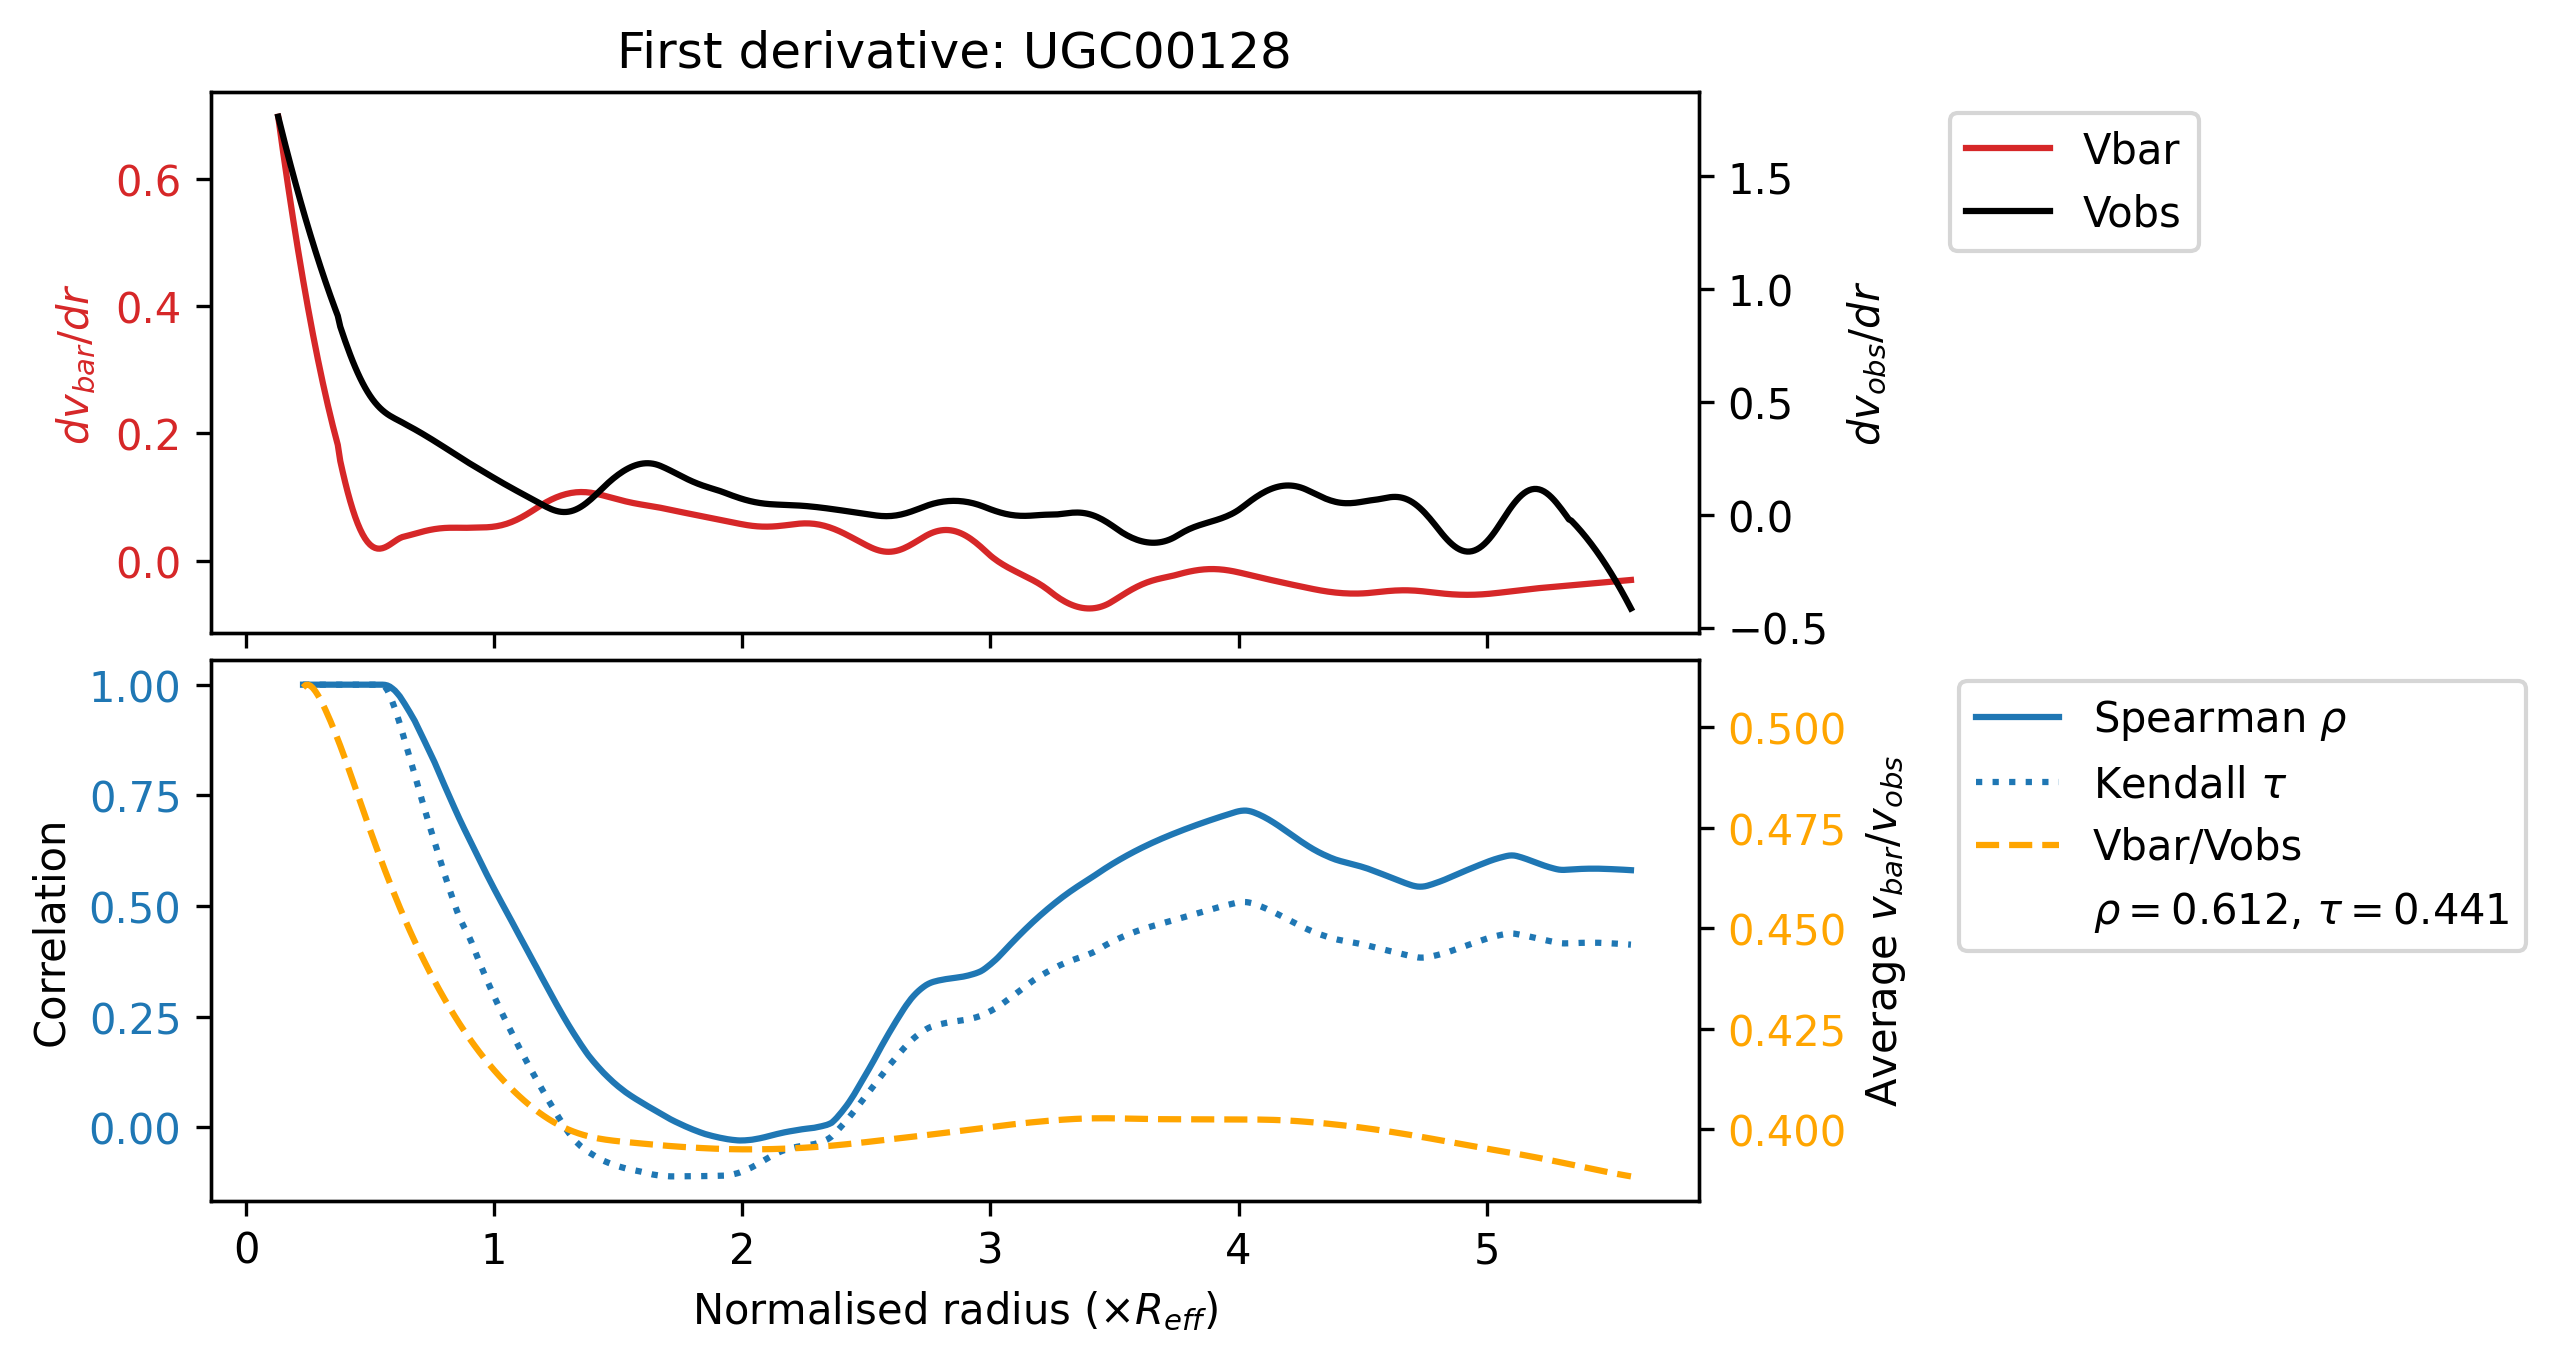 First derivative: UGC00128
dv_bar/dr
0.6
0.4
0.2
0.0
1.5
1.0
0.5
0.0
−0.5
dv_obs/dr
Vbar
Vobs
Correlation
1.00
0.75
0.50
0.25
0.00
0.500
0.475
0.450
0.425
0.400
Average v_bar/v_obs
Spearman ρ
Kendall τ
Vbar/Vobs
ρ = 0.612, τ = 0.441
0 1 2 3 4 5
Normalised radius (×R_eff)